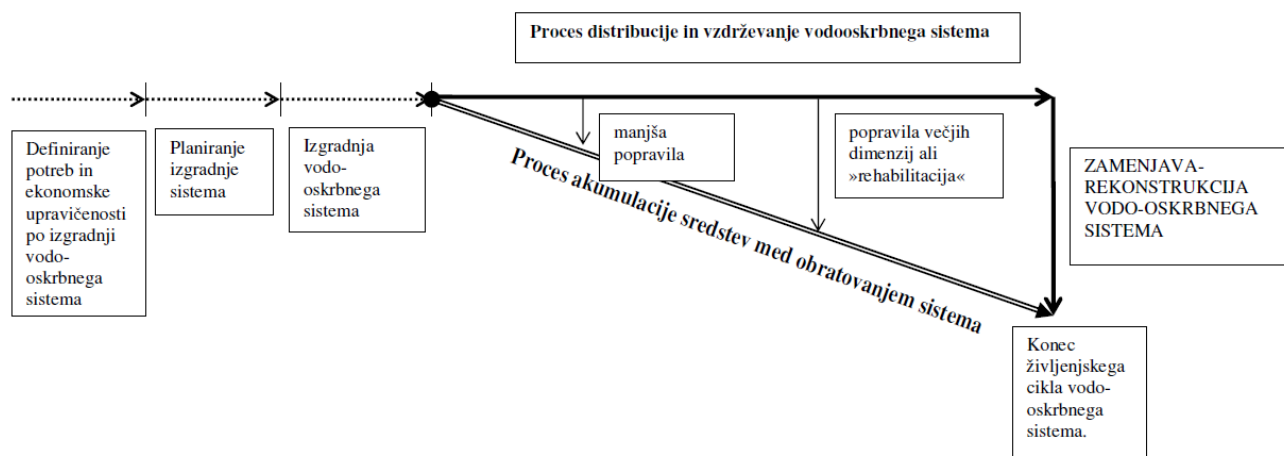 Proces distribucije in vzdrževanje vodooskrbnega sistema
Definiranje
potreb in
ekonomske
upravičenosti
po izgradnji
vodo-
oskrbnega
sistema
Planiranje
izgradnje
sistema
Izgradnja
vodo-
oskrbnega
sistema
manjša
popravila
popravila večjih
dimenzij ali
»rehabilitacija«
Proces akumulacije sredstev med obratovanjem sistema
ZAMENJAVA-
REKONSTRUKCIJA
VODO-OSKRBNEGA
SISTEMA
Konec
življenjskega
cikla vodo-
oskrbnega
sistema.